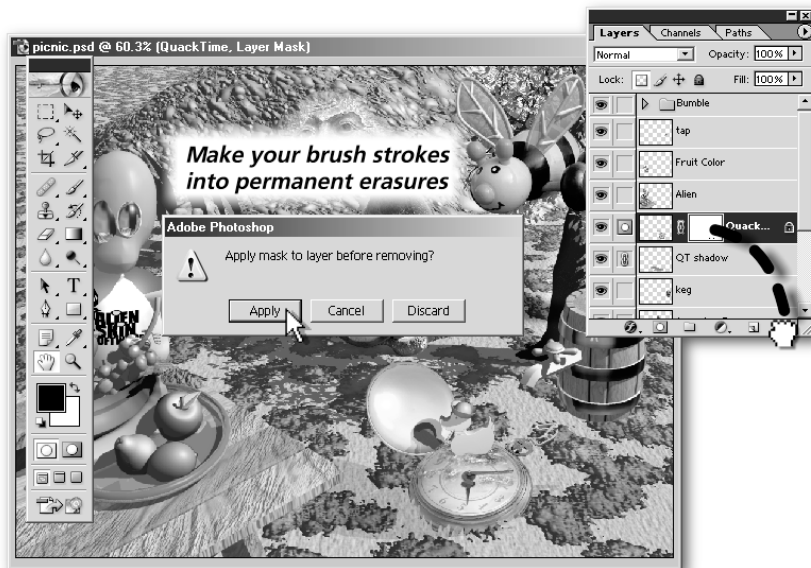 picnic.psd @ 60.3% (QuackTime, Layer Mask)
Layers Channels Paths
Normal Opacity: 100%
Lock: Fill: 100%
Bumble
tap
Fruit Color
Alien
Quack...
QT shadow
keg
Make your brush strokes
into permanent erasures
Adobe Photoshop
Apply mask to layer before removing?
Apply Cancel Discard
T
ALIEN
SKIN